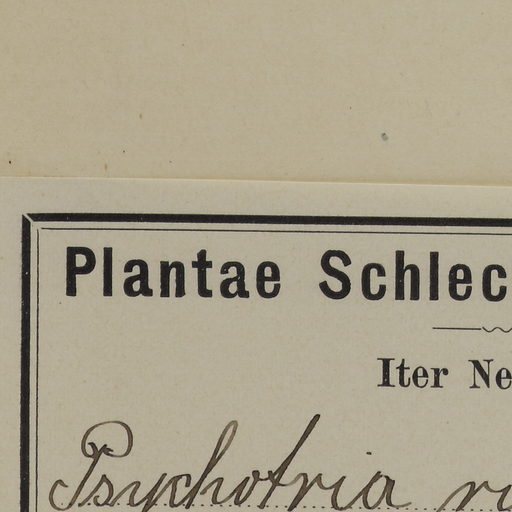 Plantae Schlec
Iter Ne
Psychotria